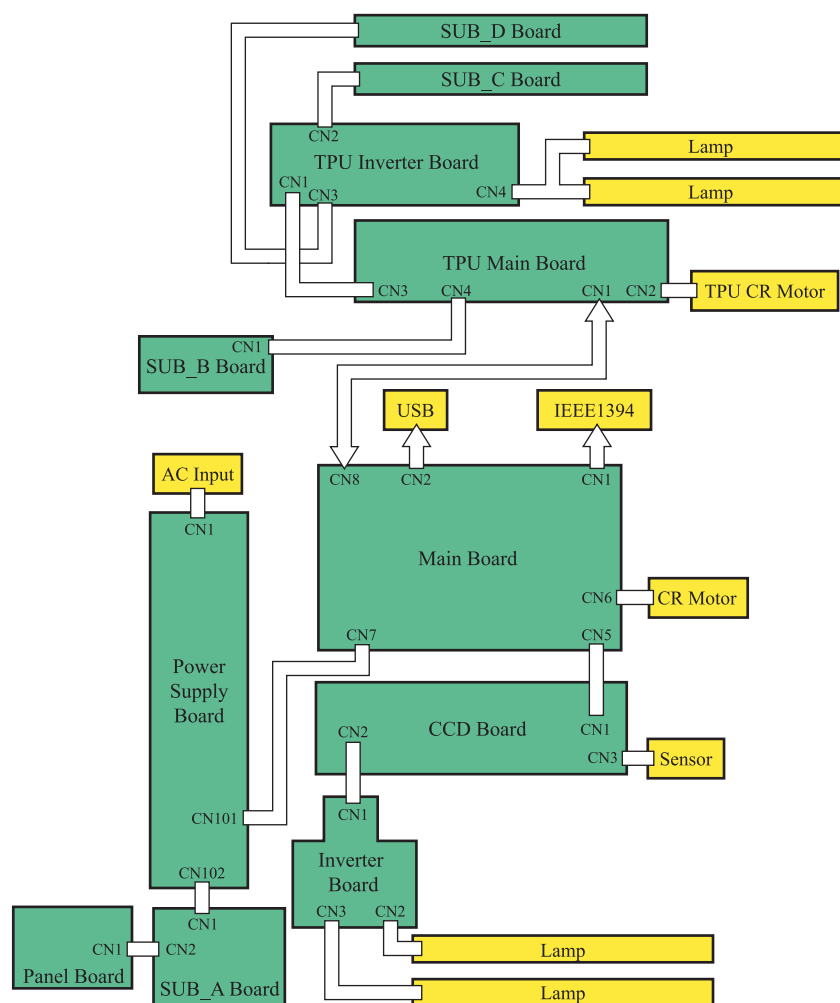 SUB_D Board
SUB_C Board
CN2
TPU Inverter Board
Lamp
CN1
CN3
CN4
Lamp
TPU Main Board
CN3
CN4
CN1
CN2
TPU CR Motor
CN1
SUB_B Board
USB
IEEE1394
AC Input
CN8
CN2
CN1
CN1
Main Board
CN6
CR Motor
CN7
CN5
Power
Supply
Board
CN2
CCD Board
CN1
CN3
Sensor
CN101
CN1
Inverter
Board
CN102
CN3
CN2
CN1
CN1
CN2
Lamp
Panel Board
SUB_A Board
Lamp